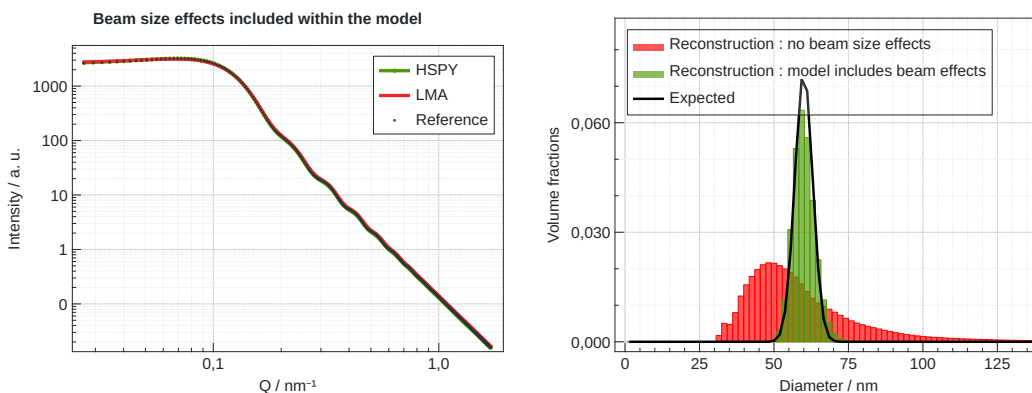 Beam size effects included within the model
HSPY
LMA
Reference
1000
100
10
1
0
0,1
1,0
Intensity / a. u.
Q / nm⁻¹
Reconstruction : no beam size effects
Reconstruction : model includes beam effects
Expected
0,060
0,030
0,000
0
25
50
75
100
125
Volume fractions
Diameter / nm